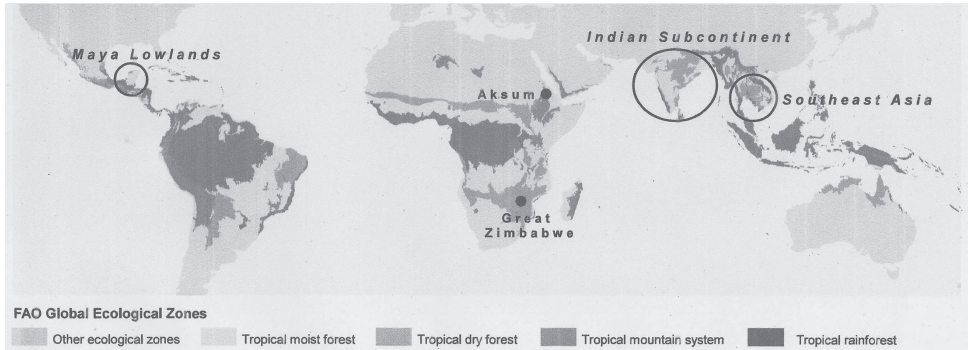 Indian Subcontinent
Maya Lowlands
Aksum
Southeast Asia
Great
Zimbabwe
FAO Global Ecological Zones
Other ecological zones
Tropical moist forest
Tropical dry forest
Tropical mountain system
Tropical rainforest